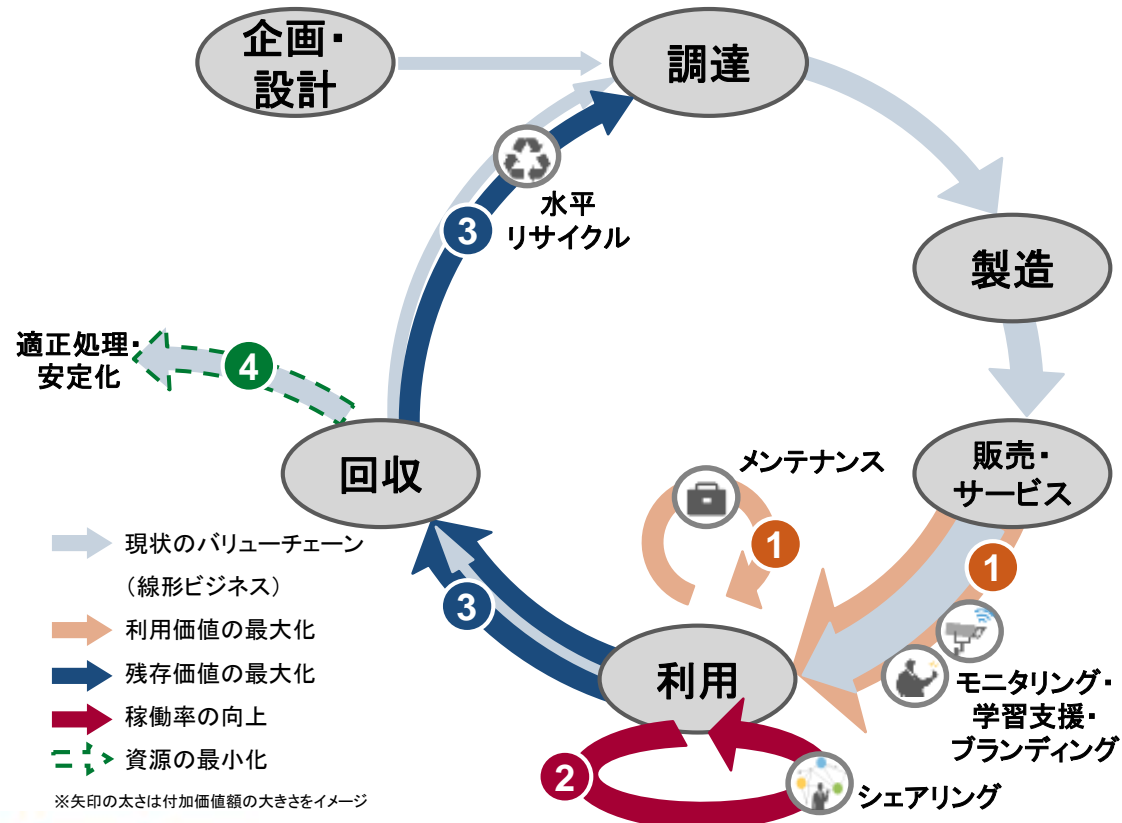 企画・
設計
調達
水平
リサイクル
3
製造
適正処理・
安定化
4
回収
販売・
サービス
メンテナンス
1
1
現状のバリューチェーン
(線形ビジネス)
利用価値の最大化
残存価値の最大化
稼働率の向上
資源の最小化
※矢印の太さは付加価値額の大きさをイメージ
3
利用
モニタリング・
学習支援・
ブランディング
2
シェアリング